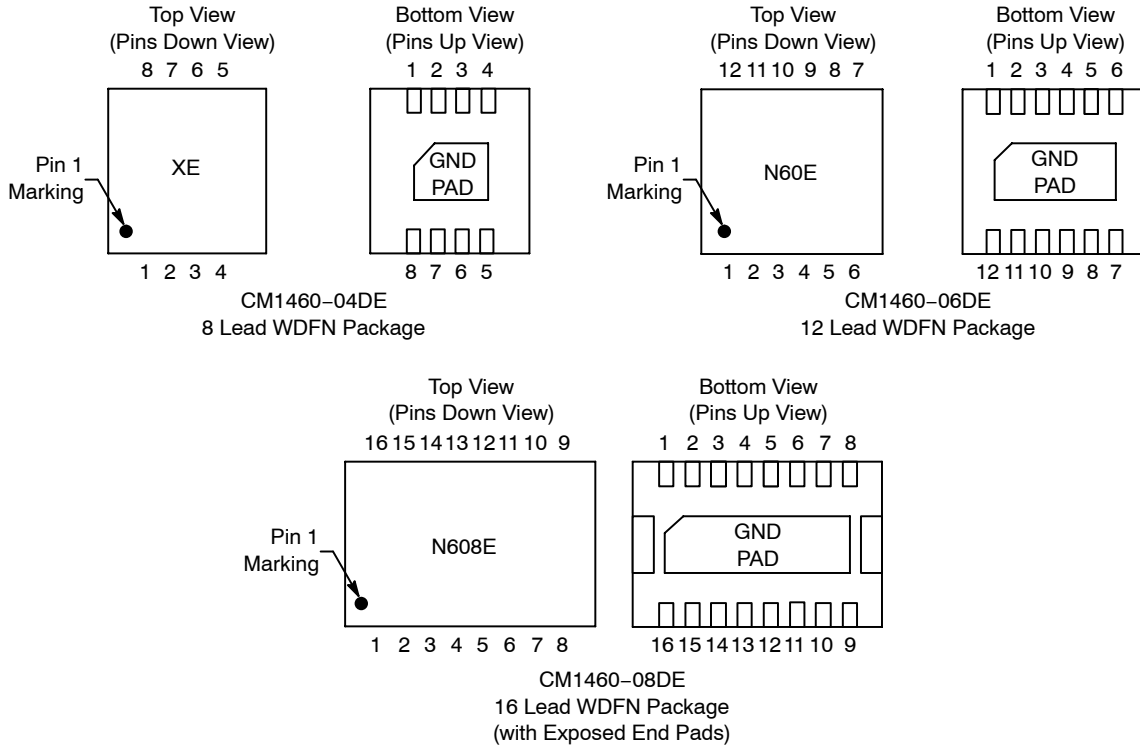 Top View
(Pins Down View)
8 7 6 5
XE
Pin 1
Marking
1 2 3 4
Bottom View
(Pins Up View)
1 2 3 4
GND
PAD
8 7 6 5
CM1460−04DE
8 Lead WDFN Package
Top View
(Pins Down View)
12 11 10 9 8 7
N60E
Pin 1
Marking
1 2 3 4 5 6
Bottom View
(Pins Up View)
1 2 3 4 5 6
GND
PAD
12 11 10 9 8 7
CM1460−06DE
12 Lead WDFN Package
Top View
(Pins Down View)
16 15 14 13 12 11 10 9
N608E
Pin 1
Marking
1 2 3 4 5 6 7 8
Bottom View
(Pins Up View)
1 2 3 4 5 6 7 8
GND
PAD
16 15 14 13 12 11 10 9
CM1460−08DE
16 Lead WDFN Package
(with Exposed End Pads)